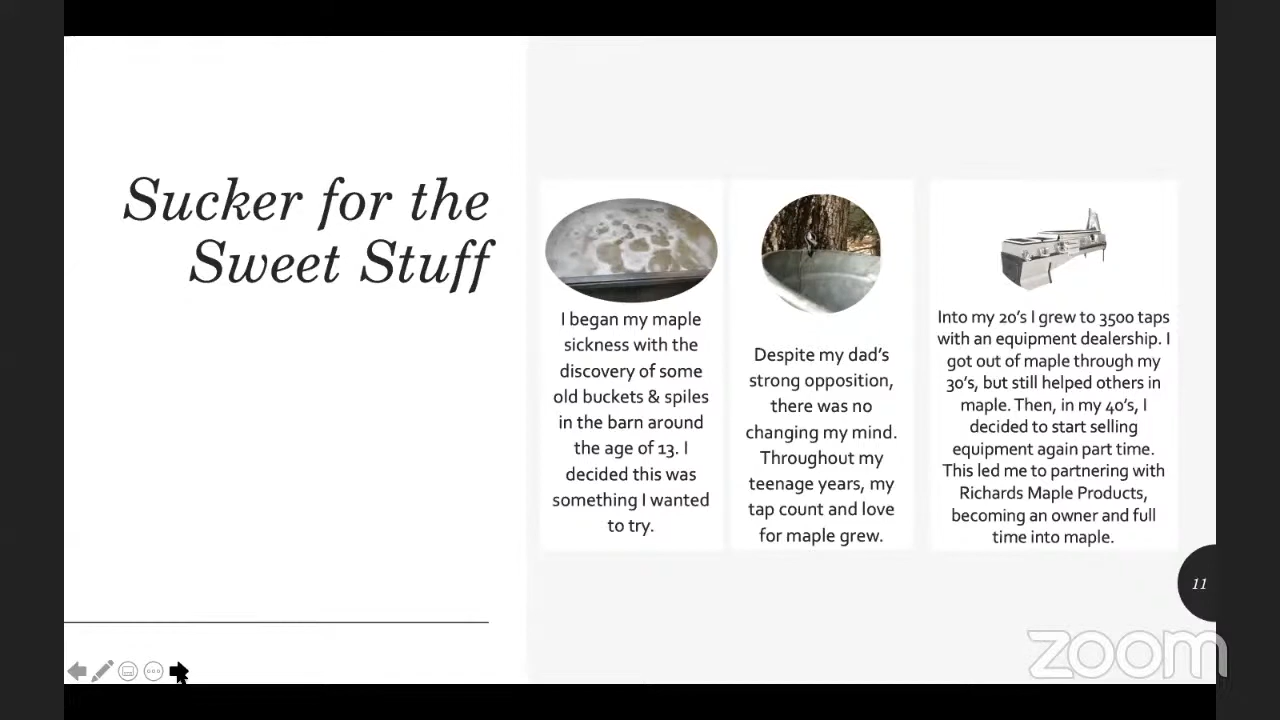 Sucker for the
Sweet Stuff
I began my maple
sickness with the
discovery of some
old buckets & spiles
in the barn around
the age of 13. I
decided this was
something I wanted
to try.
Despite my dad's
strong opposition,
there was no
changing my mind.
Throughout my
teenage years, my
tap count and love
for maple grew.
Into my 20's I grew to 3500 taps
with an equipment dealership. I
got out of maple through my
30's, but still helped others in
maple. Then, in my 40's, I
decided to start selling
equipment again part time.
This led me to partnering with
Richards Maple Products,
becoming an owner and full
time into maple.
11
zoom